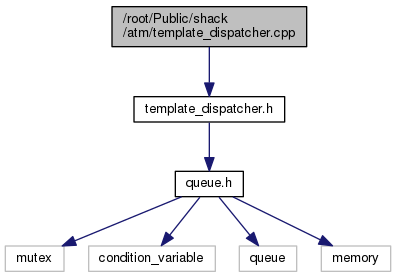 /root/Public/shack
/atm/template_dispatcher.cpp
template_dispatcher.h
queue.h
mutex
condition_variable
queue
memory